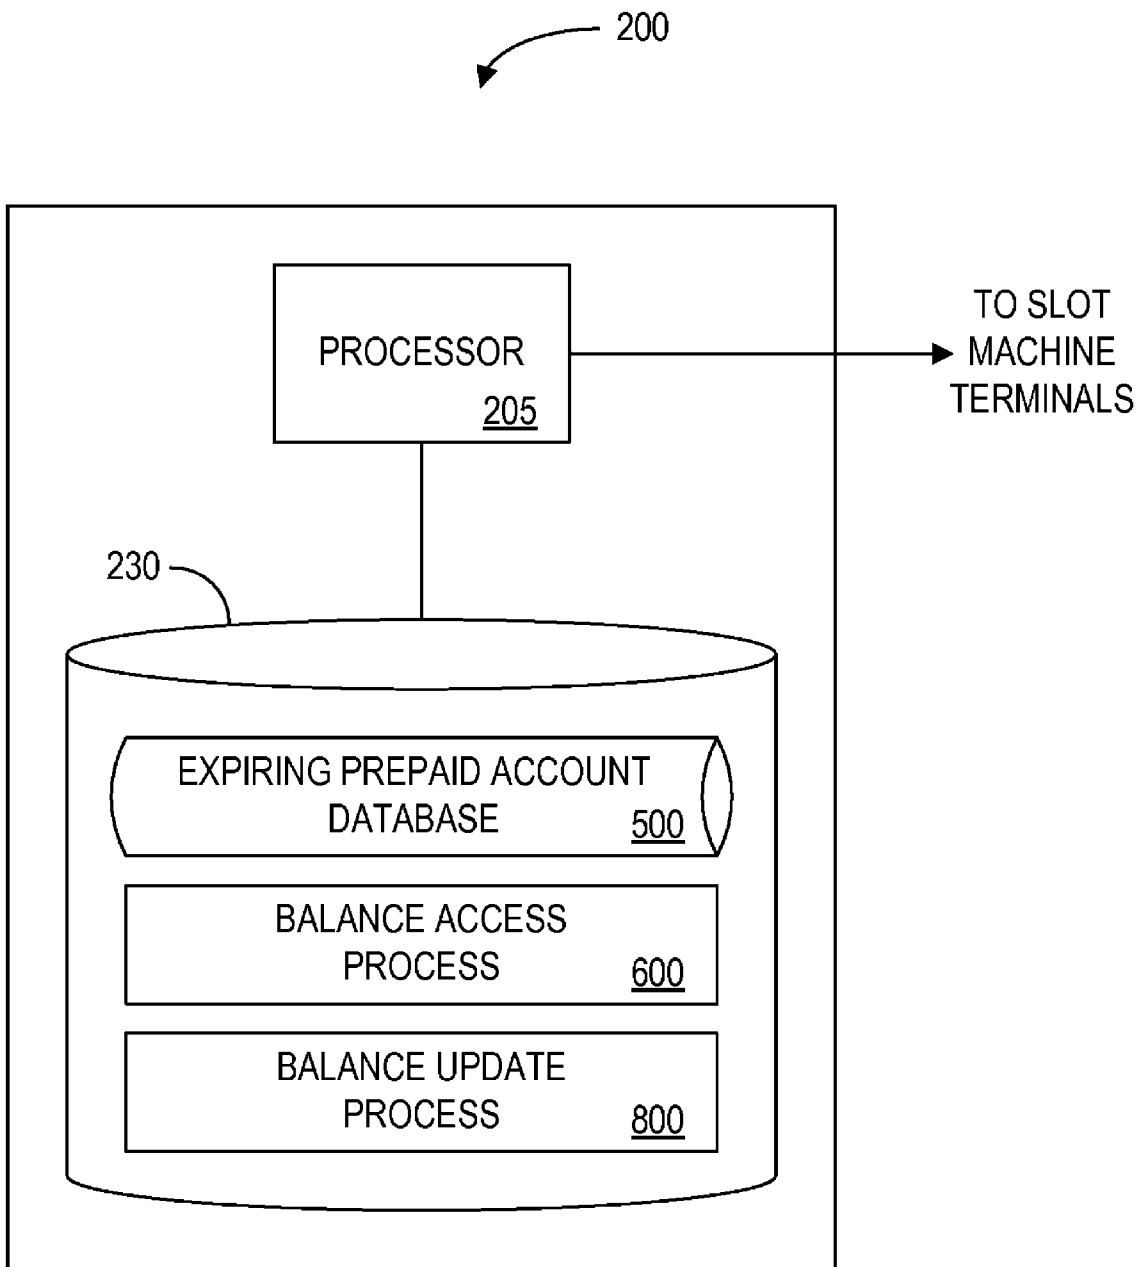 200
PROCESSOR
205
TO SLOT
MACHINE
TERMINALS
230
EXPIRING PREPAID ACCOUNT
DATABASE 500
BALANCE ACCESS
PROCESS 600
BALANCE UPDATE
PROCESS 800